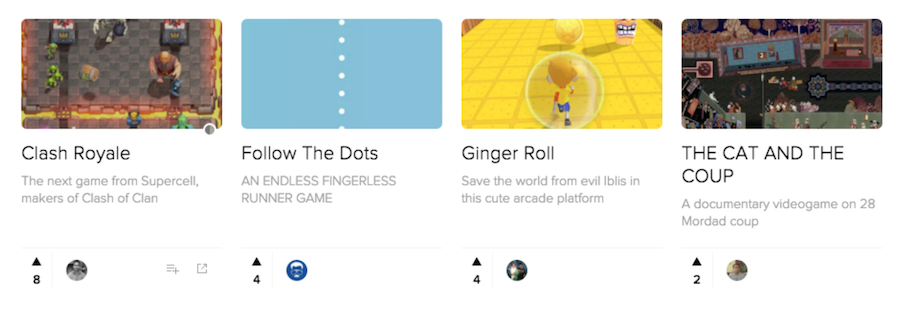 Clash Royale
The next game from Supercell,
makers of Clash of Clan
8
Follow The Dots
AN ENDLESS FINGERLESS
RUNNER GAME
4
Ginger Roll
Save the world from evil Iblis in
this cute arcade platform
4
THE CAT AND THE
COUP
A documentary videogame on 28
Mordad coup
2